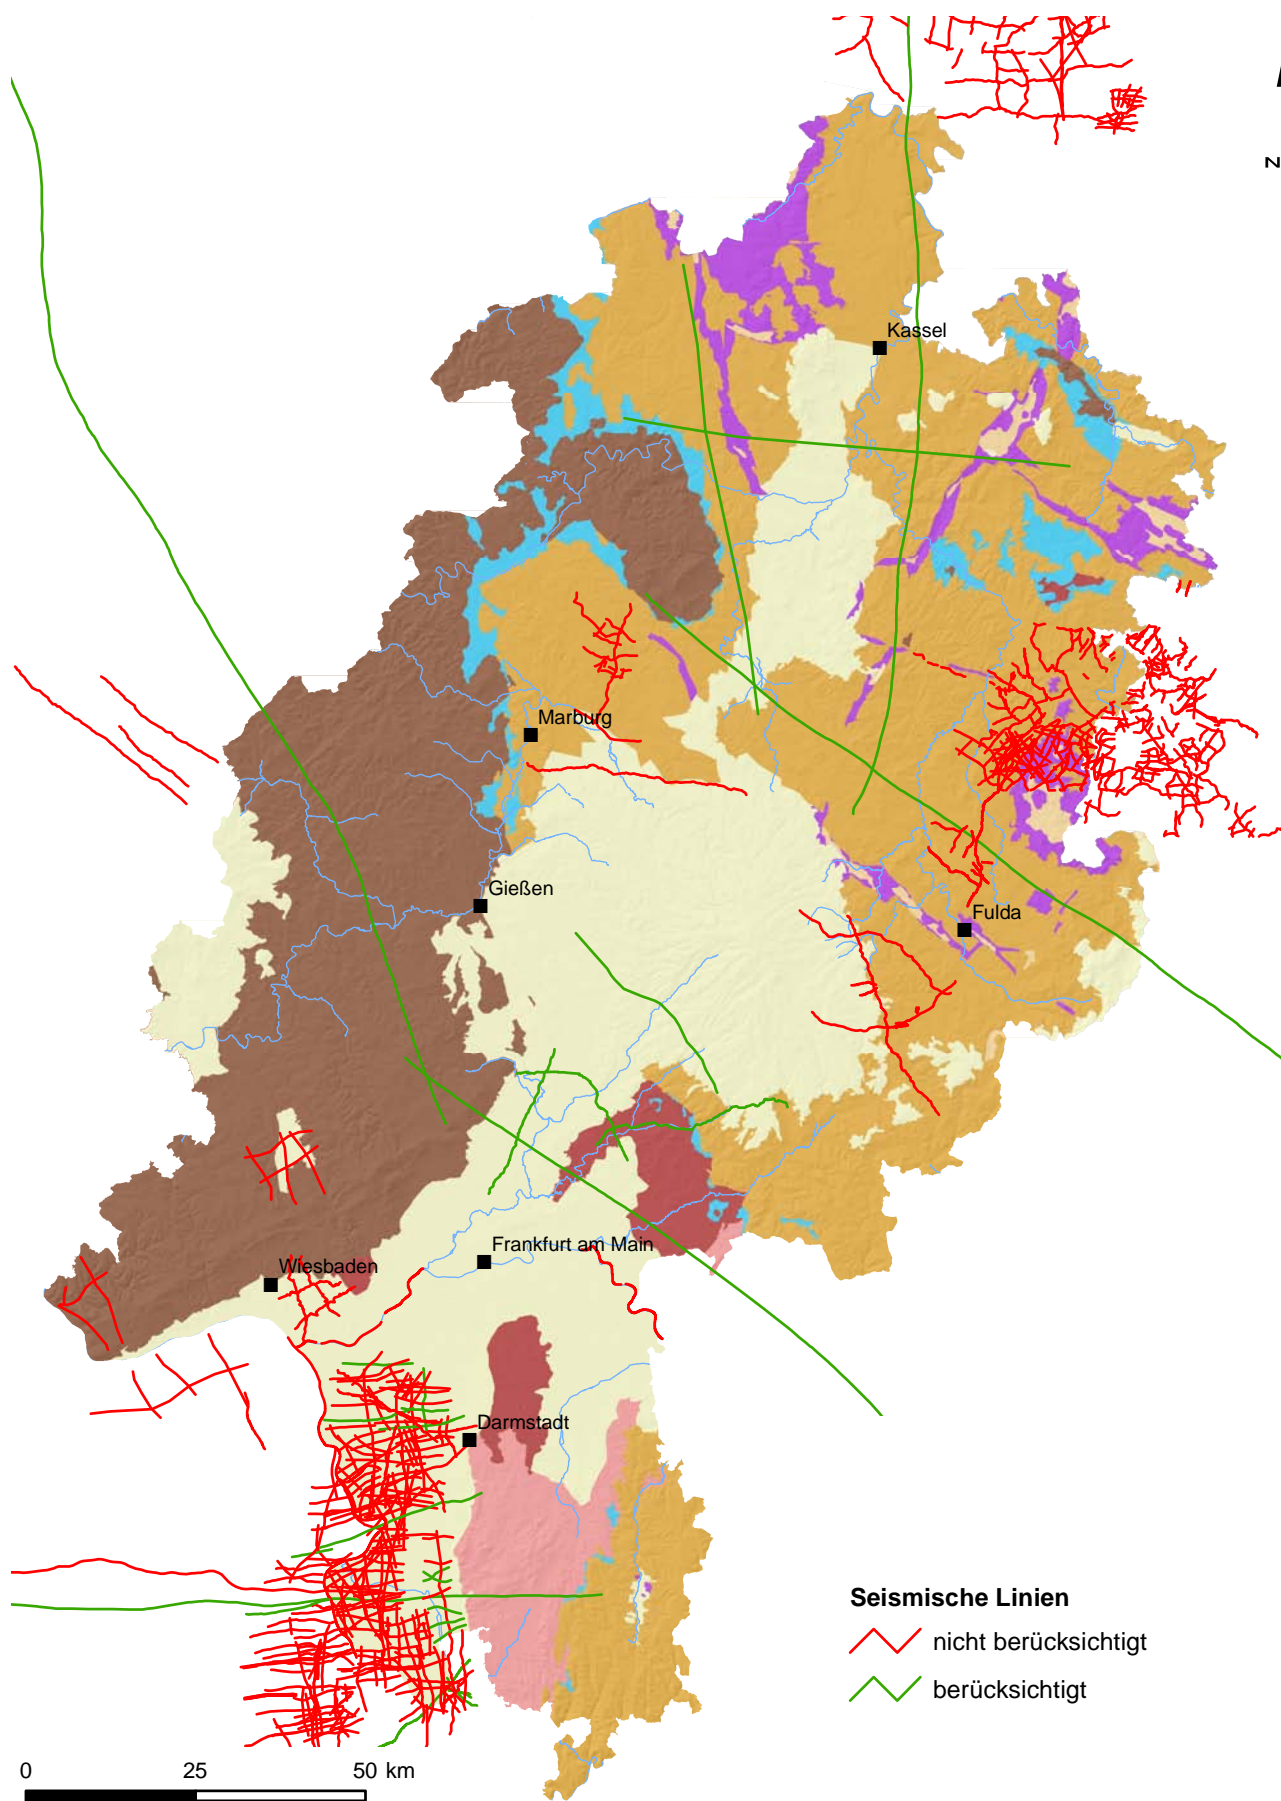 N
Kassel
Marburg
Gießen
Fulda
Frankfurt am Main
Wiesbaden
Darmstadt
Seismische Linien
nicht berücksichtigt
berücksichtigt
0 25 50 km